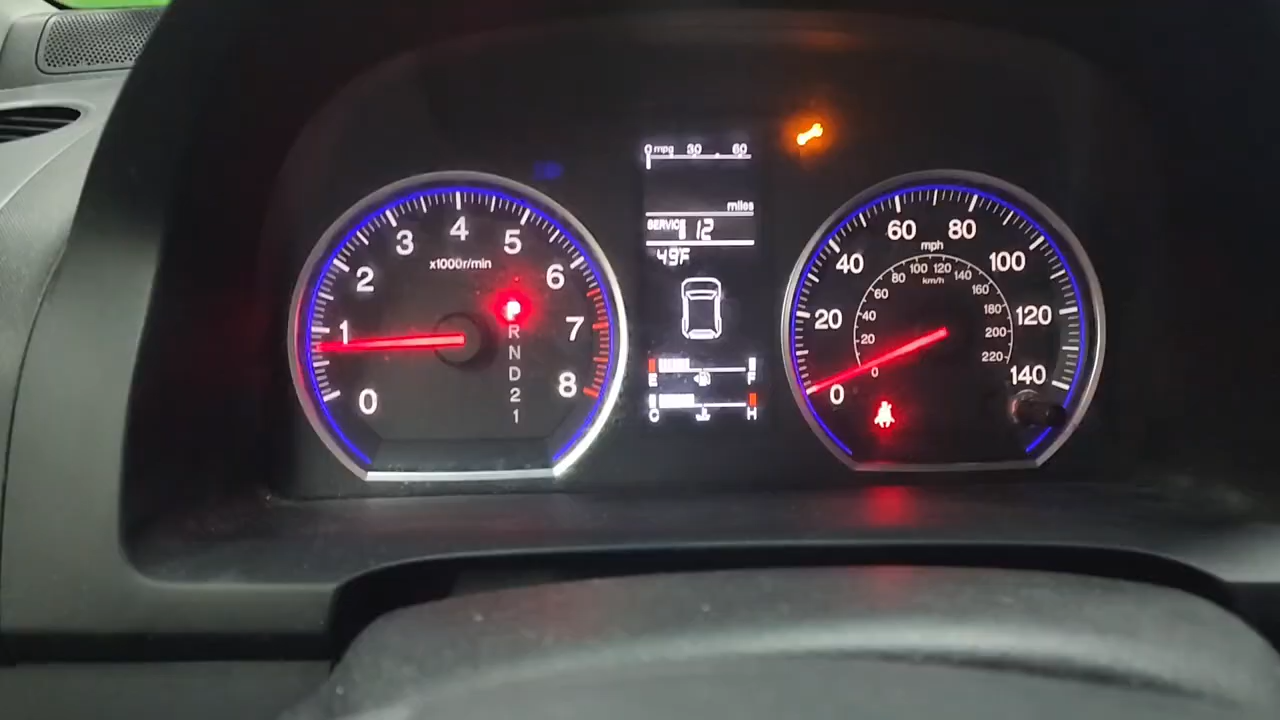 0 mpg 30 . 60
miles
SERVICE 12
49F
E F
C H
0 1 2 3 4 5 6 7 8
x1000r/min
P
R
N
D
2
1
0 20 40 60 80 100 120 140
mph
0 20 40 60 80 100 120 140 160 180 200 220
km/h